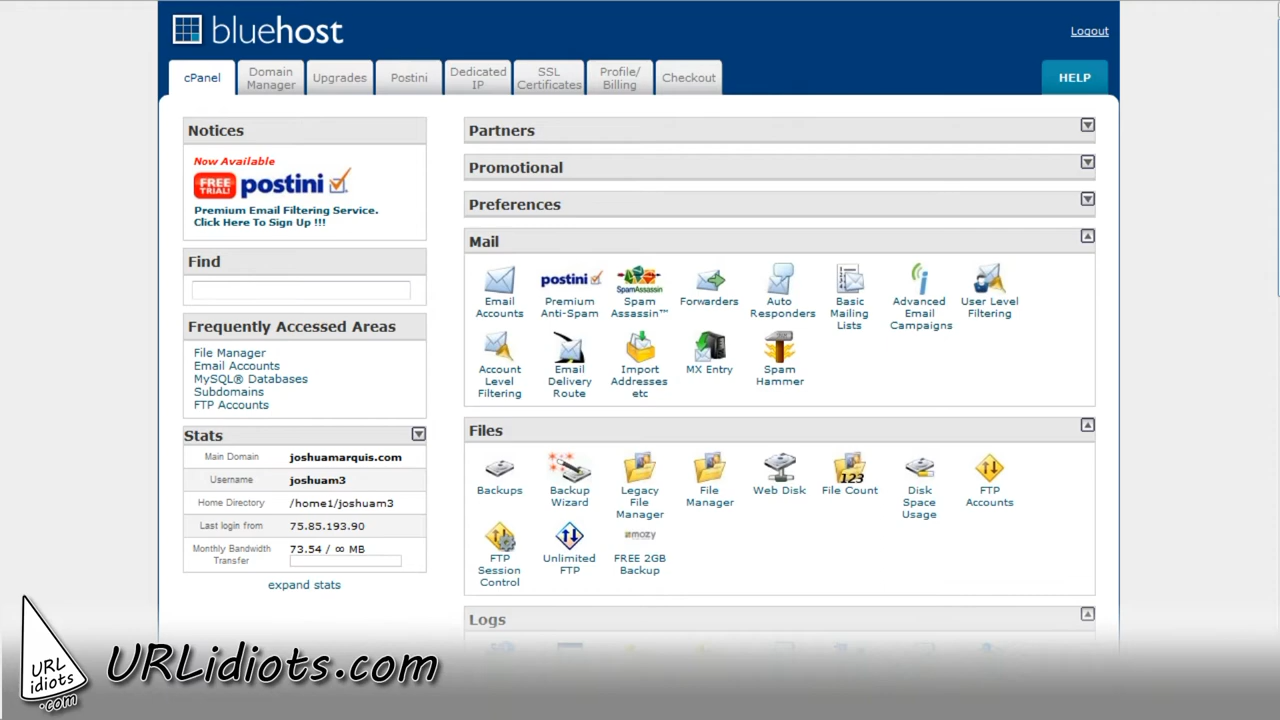 bluehost
Logout
cPanel
Domain
Manager
Upgrades
Postini
Dedicated
IP
SSL
Certificates
Profile/
Billing
Checkout
HELP
Notices
Now Available
FREE
TRIAL!
postini
Premium Email Filtering Service.
Click Here To Sign Up !!!
Find
Frequently Accessed Areas
File Manager
Email Accounts
MySQL® Databases
Subdomains
FTP Accounts
Stats
Main Domain joshuamarquis.com
Username joshuam3
Home Directory /home1/joshuam3
Last login from 75.85.193.90
Monthly Bandwidth
Transfer
73.54 / ∞ MB
expand stats
Partners
Promotional
Preferences
Mail
Email
Accounts
postini
Premium
Anti-Spam
SpamAssassin
Spam
Assassin™
Forwarders
Auto
Responders
Basic
Mailing
Lists
Advanced
Email
Campaigns
User Level
Filtering
Account
Level
Filtering
Email
Delivery
Route
Import
Addresses
etc
MX Entry
Spam
Hammer
Files
Backups
Backup
Wizard
Legacy
File
Manager
File
Manager
Web Disk
123
File Count
Disk
Space
Usage
FTP
Accounts
FTP
Session
Control
Unlimited
FTP
mozy
FREE 2GB
Backup
Logs
URL
idiots
.com
URLidiots.com